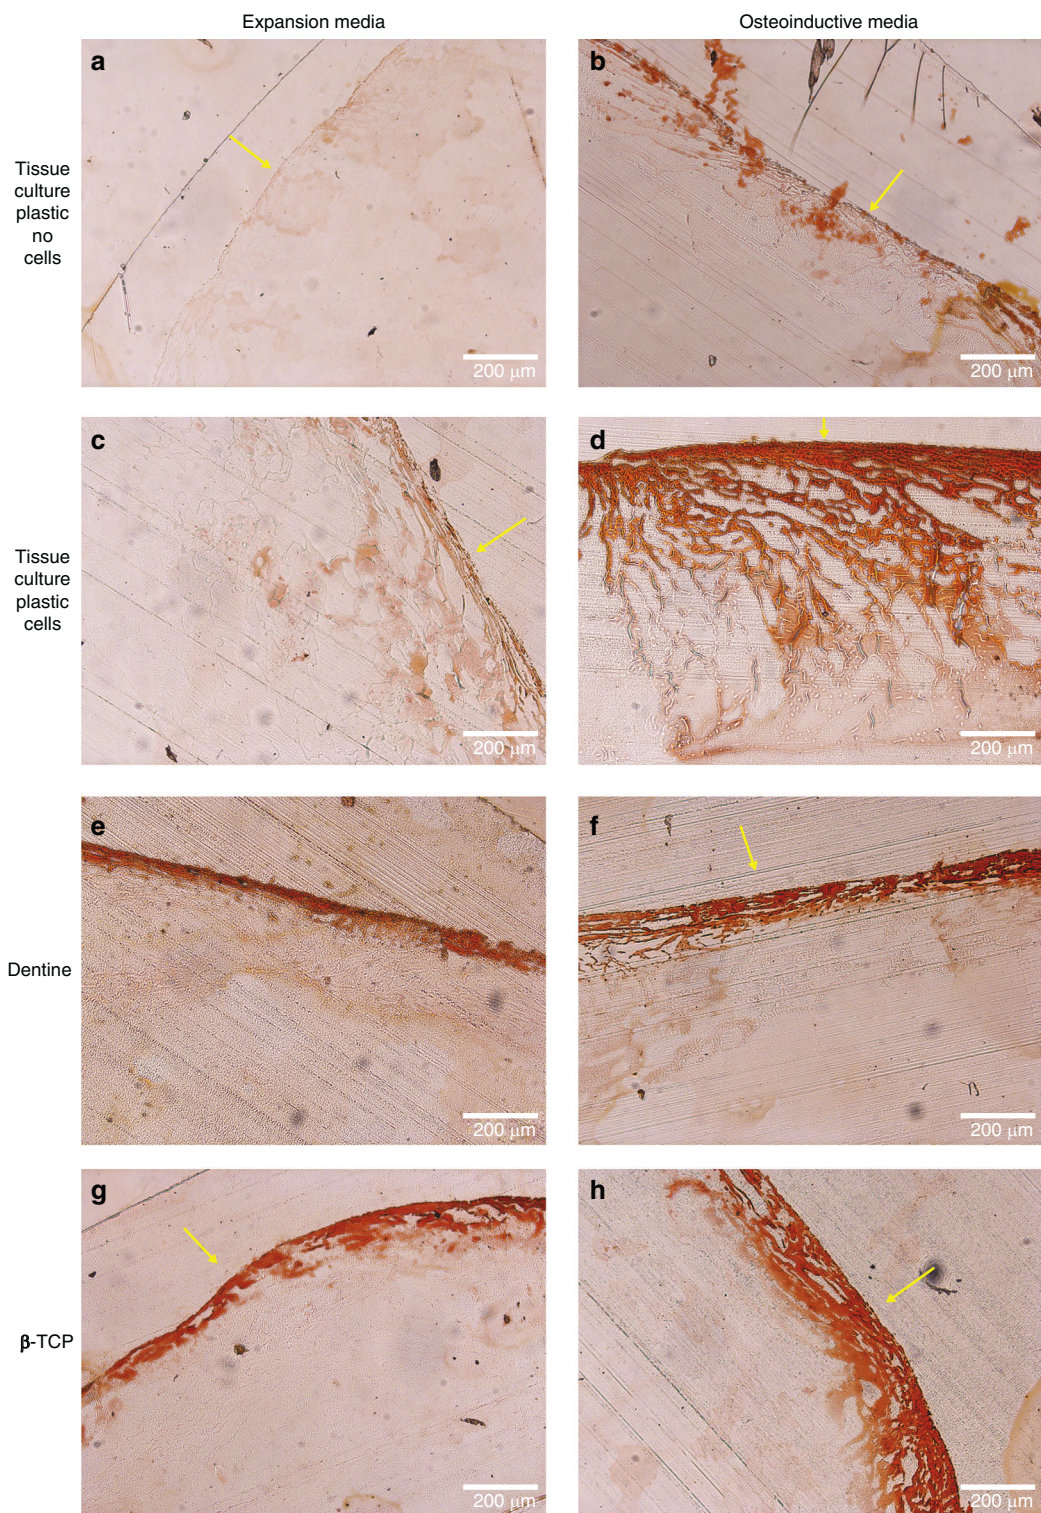 Expansion media
Osteoinductive media
Tissue
culture
plastic
no
cells
a
200 μm
b
200 μm
Tissue
culture
plastic
cells
c
200 μm
d
200 μm
Dentine
e
200 μm
f
200 μm
β-TCP
g
200 μm
h
200 μm